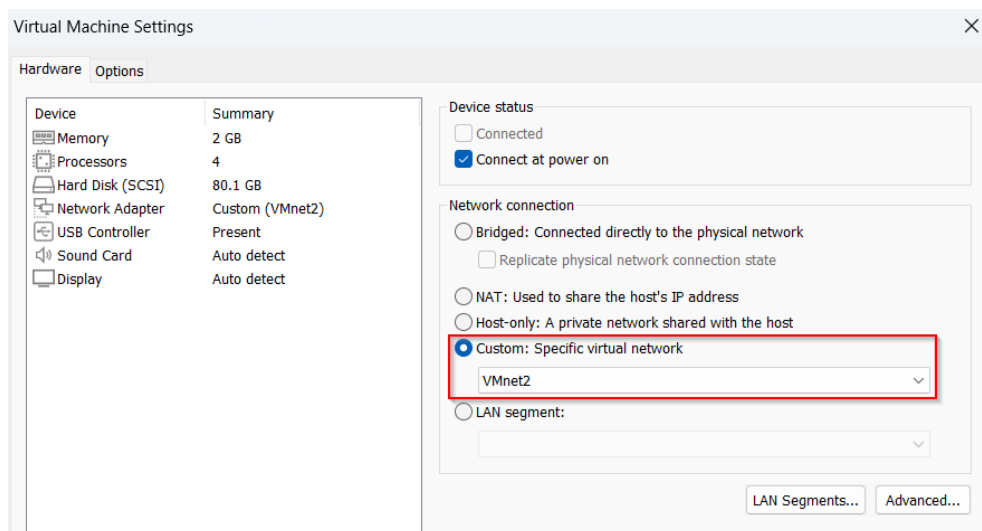 Virtual Machine Settings
Hardware Options
Device Summary
Memory 2 GB
Processors 4
Hard Disk (SCSI) 80.1 GB
Network Adapter Custom (VMnet2)
USB Controller Present
Sound Card Auto detect
Display Auto detect
Device status
Connected
Connect at power on
Network connection
Bridged: Connected directly to the physical network
Replicate physical network connection state
NAT: Used to share the host's IP address
Host-only: A private network shared with the host
Custom: Specific virtual network
VMnet2
LAN segment:
LAN Segments... Advanced...